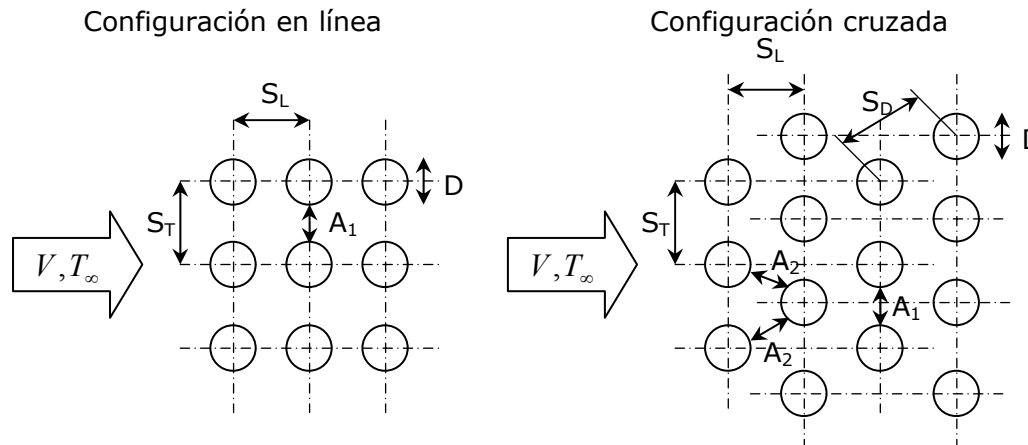 Configuración en línea
S_L
D
S_T
A_1
V, T_∞
Configuración cruzada
S_L
S_D
D
S_T
A_2
V, T_∞
A_1
A_2